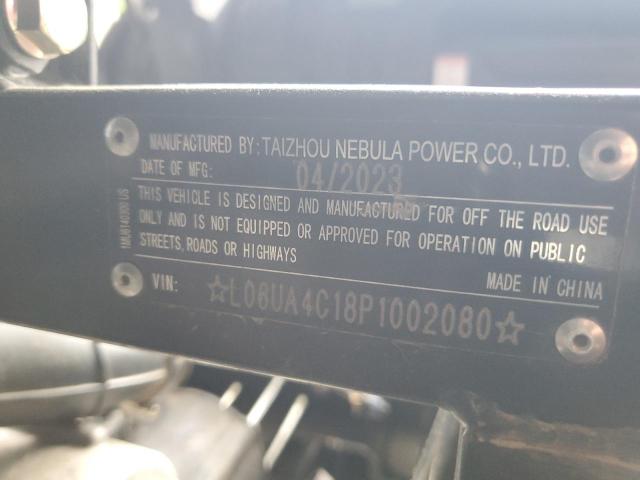 MANUFACTURED BY: TAIZHOU NEBULA POWER CO., LTD.
DATE OF MFG: 04/2023
THIS VEHICLE IS DESIGNED AND MANUFACTURED FOR OFF THE ROAD USE
ONLY AND IS NOT EQUIPPED OR APPROVED FOR OPERATION ON PUBLIC
STREETS, ROADS OR HIGHWAYS
MADE IN CHINA
VIN: ☆L06UA4C18P1002080☆